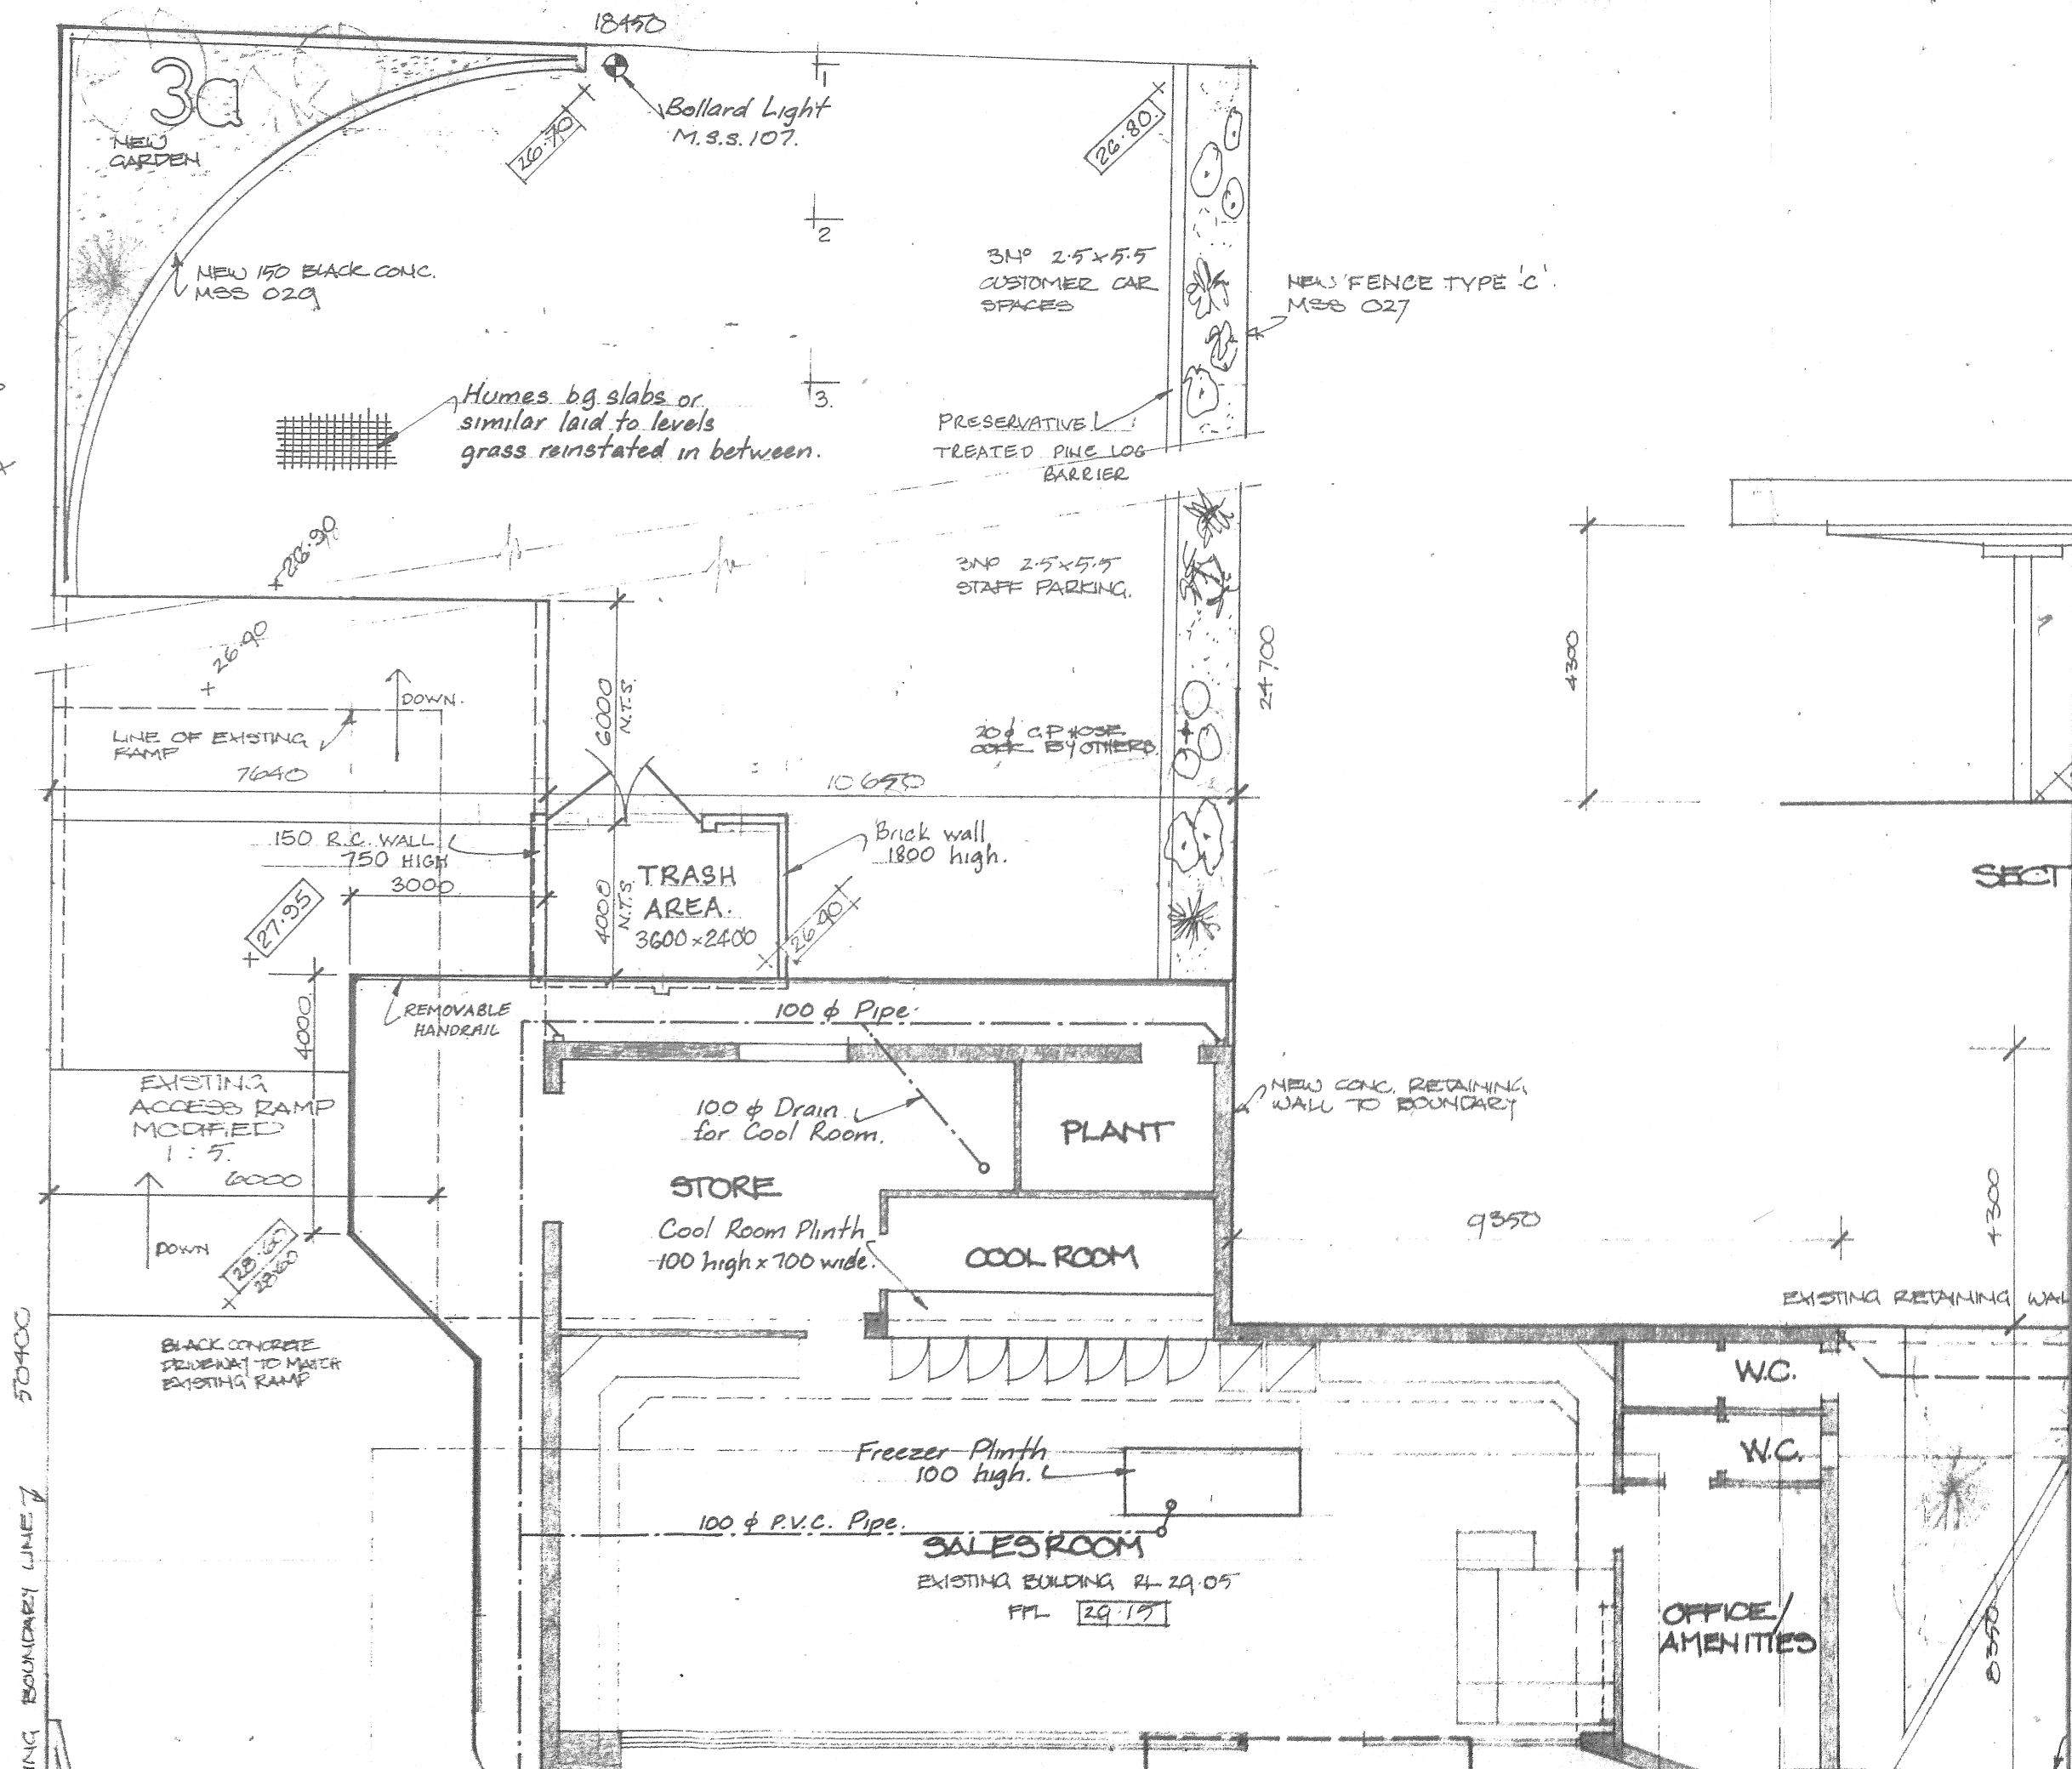 18450
3a
NEW
GARDEN
Bollard Light
M.S.S. 107.
26.70
26.80
1
2
3.
NEW 150 BLACK CONC.
MSS 029
3Nº 2.5x5.5
CUSTOMER CAR
SPACES
NEW FENCE TYPE 'C'
MSS 027
Humes bg slabs or
similar laid to levels
grass reinstated in between.
PRESERVATIVE
TREATED PINE LOG
BARRIER
26.90
3Nº 2.5x5.5
STAFF PARKING.
4300
24700
26.90
DOWN.
LINE OF EXISTING
RAMP
6000
N.T.S.
20ϕ C.P HOSE
COCK BY OTHERS
7640
10650
150 R.C. WALL
750 HIGH
3000
Brick wall
1800 high.
TRASH
AREA.
3600x2400
4000
N.T.S.
27.95
26.90
SECT
REMOVABLE
HANDRAIL
100 ϕ Pipe
4000
EXISTING
ACCESS RAMP
MODIFIED
1 : 5.
6000
DOWN
28.60
28.60
100 ϕ Drain
for Cool Room.
PLANT
NEW CONC. RETAINING
WALL TO BOUNDARY
STORE
Cool Room Plinth
100 high x 700 wide.
COOL ROOM
9350
4300
EXISTING RETAINING WAL
BLACK CONCRETE
DRIVEWAY TO MATCH
EXISTING RAMP
50400
W.C.
W.C.
Freezer Plinth
100 high.
100 ϕ P.V.C. Pipe.
SALES ROOM
EXISTING BUILDING RL 29.05
FFL 29.15
OFFICE/
AMENITIES
8350
ING BOUNDARY LINE